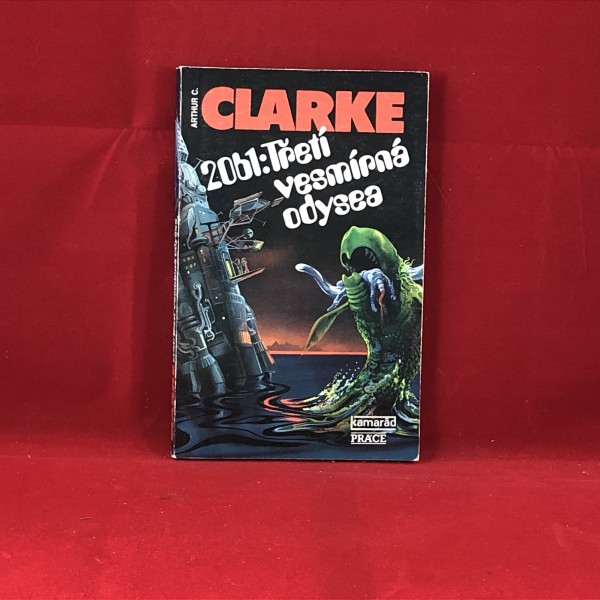 ARTHUR C.
CLARKE
2061: Třetí
vesmírná
odysea
kamarád
PRÁCE